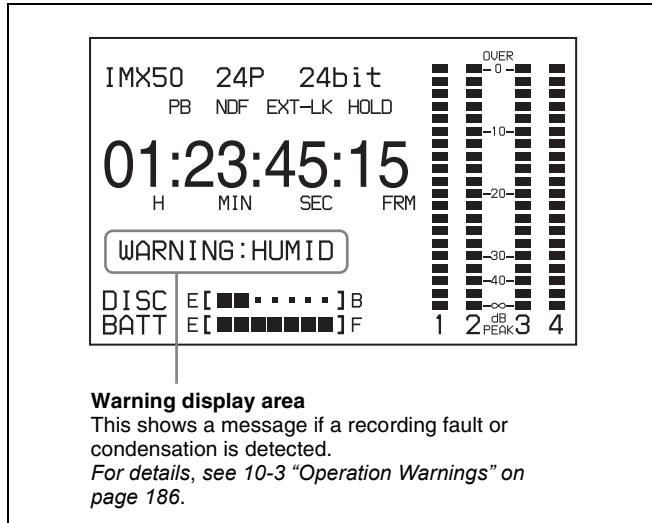 OVER
IMX50 24P 24bit
0
PB NDF EXT-LK HOLD
-10-
01:23:45:15
-20-
H MIN SEC FRM
WARNING:HUMID
-30-
-40-
DISC E[ ]B
-∞-
BATT E[ ]F
1 2 dB PEAK 3 4
Warning display area
This shows a message if a recording fault or
condensation is detected.
For details, see 10-3 “Operation Warnings” on
page 186.